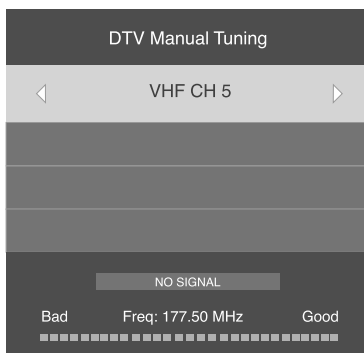 DTV Manual Tuning
VHF CH 5
NO SIGNAL
Bad Freq: 177.50 MHz Good